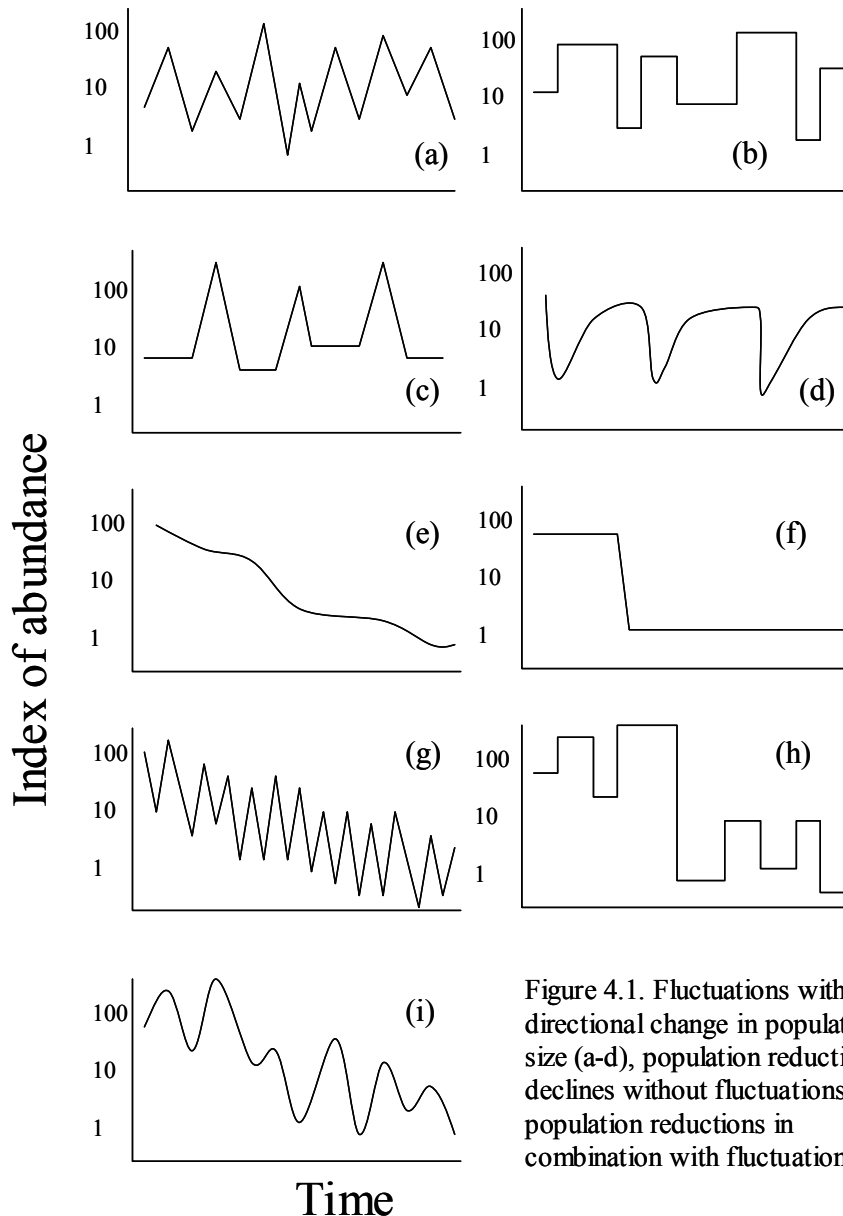 100
10
1
(a)
100
10
1
(b)
100
10
1
(c)
100
10
1
(d)
100
10
1
(e)
100
10
1
(f)
100
10
1
(g)
100
10
1
(h)
100
10
1
(i)
Index of abundance
Time
Figure 4.1. Fluctuations with
directional change in populat
size (a-d), population reducti
declines without fluctuations
population reductions in
combination with fluctuation